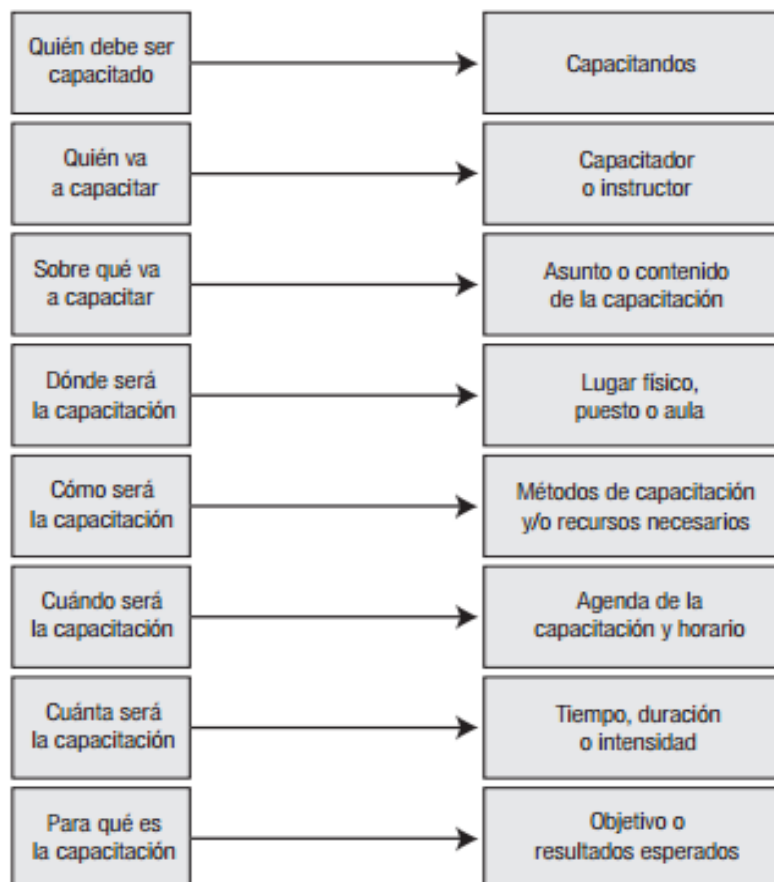 Quién debe ser
capacitado
Capacitandos
Quién va
a capacitar
Capacitador
o instructor
Sobre qué va
a capacitar
Asunto o contenido
de la capacitación
Dónde será
la capacitación
Lugar físico,
puesto o aula
Cómo será
la capacitación
Métodos de capacitación
y/o recursos necesarios
Cuándo será
la capacitación
Agenda de la
capacitación y horario
Cuánta será
la capacitación
Tiempo, duración
o intensidad
Para qué es
la capacitación
Objetivo o
resultados esperados